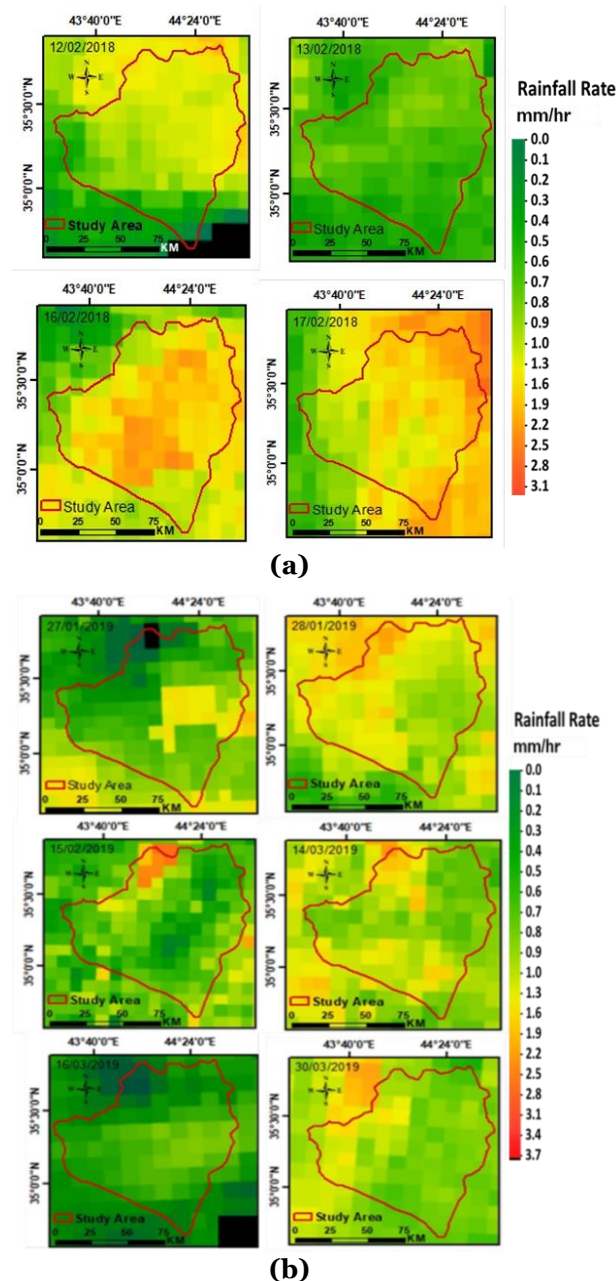 43°40'0"E 44°24'0"E
12/02/2018
N
W E
S
35°30'0"N
35°0'0"N
Study Area
0 25 50 75
KM
43°40'0"E 44°24'0"E
13/02/2018
N
W E
S
35°30'0"N
35°0'0"N
Study Area
0 25 50 75
KM
43°40'0"E 44°24'0"E
16/02/2018
N
W E
S
35°30'0"N
35°0'0"N
Study Area
0 25 50 75
KM
43°40'0"E 44°24'0"E
17/02/2018
N
W E
S
35°30'0"N
35°0'0"N
Study Area
0 25 50 75
KM
Rainfall Rate
mm/hr
0.0
0.1
0.2
0.3
0.4
0.5
0.6
0.7
0.8
0.9
1.0
1.3
1.6
1.9
2.2
2.5
2.8
3.1
(a)
43°40'0"E 44°24'0"E
27/01/2019
N
W E
S
35°30'0"N
35°0'0"N
Study Area
0 25 50 75
KM
43°40'0"E 44°24'0"E
28/01/2019
N
W E
S
35°30'0"N
35°0'0"N
Study Area
0 25 50 75
KM
43°40'0"E 44°24'0"E
15/02/2019
N
W E
S
35°30'0"N
35°0'0"N
Study Area
0 25 50 75
KM
43°40'0"E 44°24'0"E
14/03/2019
N
W E
S
35°30'0"N
35°0'0"N
Study Area
0 25 50 75
KM
43°40'0"E 44°24'0"E
16/03/2019
N
W E
S
35°30'0"N
35°0'0"N
Study Area
0 25 50 75
KM
43°40'0"E 44°24'0"E
30/03/2019
N
W E
S
35°30'0"N
35°0'0"N
Study Area
0 25 50 75
KM
Rainfall Rate
mm/hr
0.0
0.1
0.2
0.3
0.4
0.5
0.6
0.7
0.8
0.9
1.0
1.3
1.6
1.9
2.2
2.5
2.8
3.1
3.4
3.7
(b)